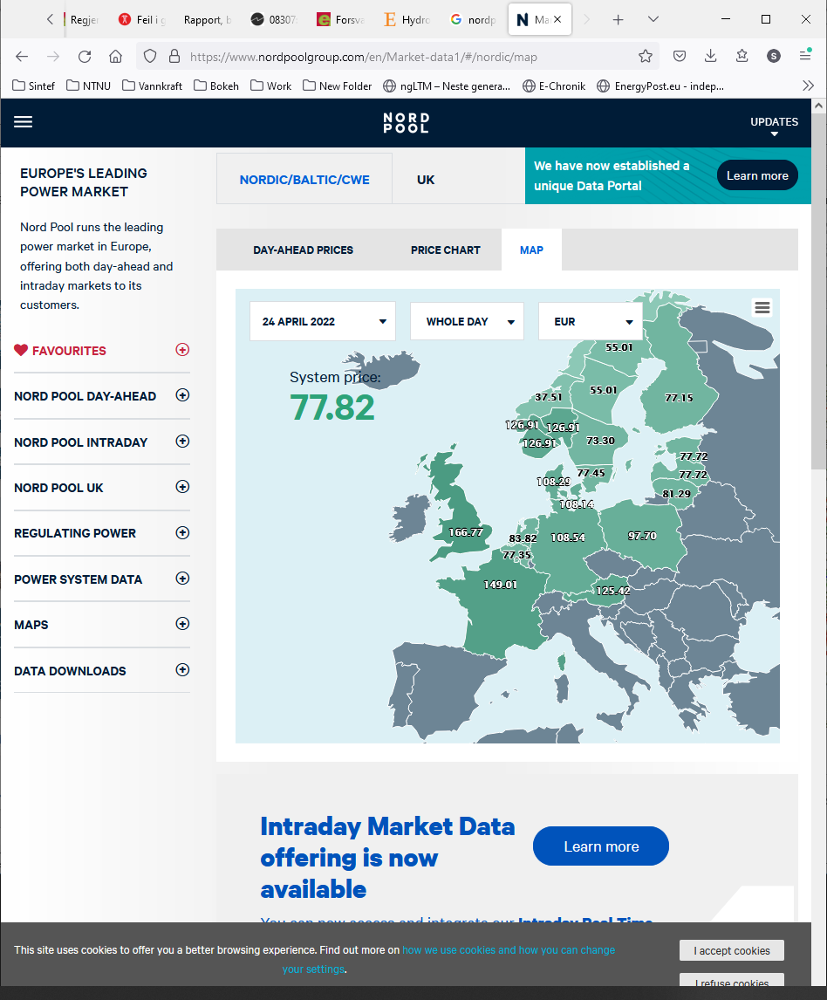 Regjer
Feil i g
Rapport, b
08307
Forsva
Hydro
nordp
Ma
https://www.nordpoolgroup.com/en/Market-data1/#/nordic/map
S
Sintef
NTNU
Vannkraft
Bokeh
Work
New Folder
ngLTM – Neste genera...
E-Chronik
EnergyPost.eu - indep...
NORD
POOL
UPDATES
EUROPE'S LEADING
POWER MARKET
Nord Pool runs the leading
power market in Europe,
offering both day-ahead and
intraday markets to its
customers.
FAVOURITES
NORD POOL DAY-AHEAD
NORD POOL INTRADAY
NORD POOL UK
REGULATING POWER
POWER SYSTEM DATA
MAPS
DATA DOWNLOADS
NORDIC/BALTIC/CWE
UK
We have now established a
unique Data Portal
Learn more
DAY-AHEAD PRICES
PRICE CHART
MAP
24 APRIL 2022
WHOLE DAY
EUR
System price:
77.82
55.01
55.01
37.51
77.15
126.91
126.91
126.91
73.30
77.72
77.45
77.72
108.29
81.29
108.14
166.77
83.82
108.54
97.70
77.35
149.01
125.42
Intraday Market Data
offering is now
available
Learn more
You can now access and integrate our Intraday Real-Time
This site uses cookies to offer you a better browsing experience. Find out more on how we use cookies and how you can change
your settings.
I accept cookies
I refuse cookies